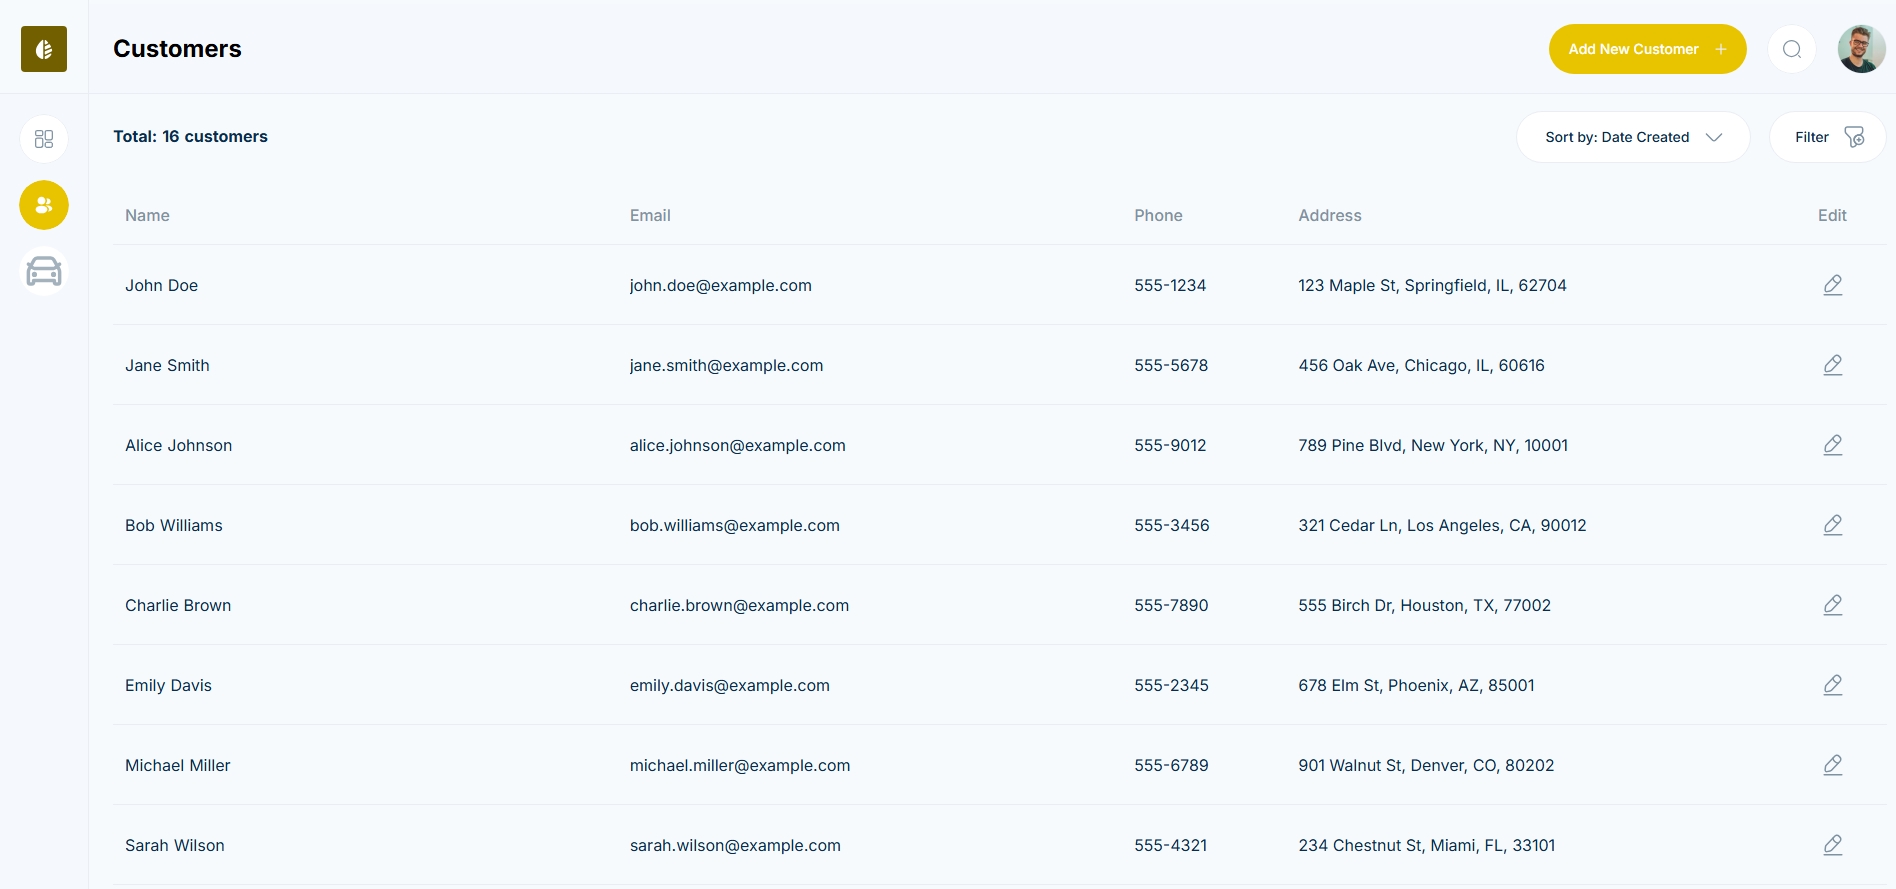 Customers
Add New Customer
Total: 16 customers
Sort by: Date Created
Filter
Name Email Phone Address Edit
John Doe john.doe@example.com 555-1234 123 Maple St, Springfield, IL, 62704
Jane Smith jane.smith@example.com 555-5678 456 Oak Ave, Chicago, IL, 60616
Alice Johnson alice.johnson@example.com 555-9012 789 Pine Blvd, New York, NY, 10001
Bob Williams bob.williams@example.com 555-3456 321 Cedar Ln, Los Angeles, CA, 90012
Charlie Brown charlie.brown@example.com 555-7890 555 Birch Dr, Houston, TX, 77002
Emily Davis emily.davis@example.com 555-2345 678 Elm St, Phoenix, AZ, 85001
Michael Miller michael.miller@example.com 555-6789 901 Walnut St, Denver, CO, 80202
Sarah Wilson sarah.wilson@example.com 555-4321 234 Chestnut St, Miami, FL, 33101